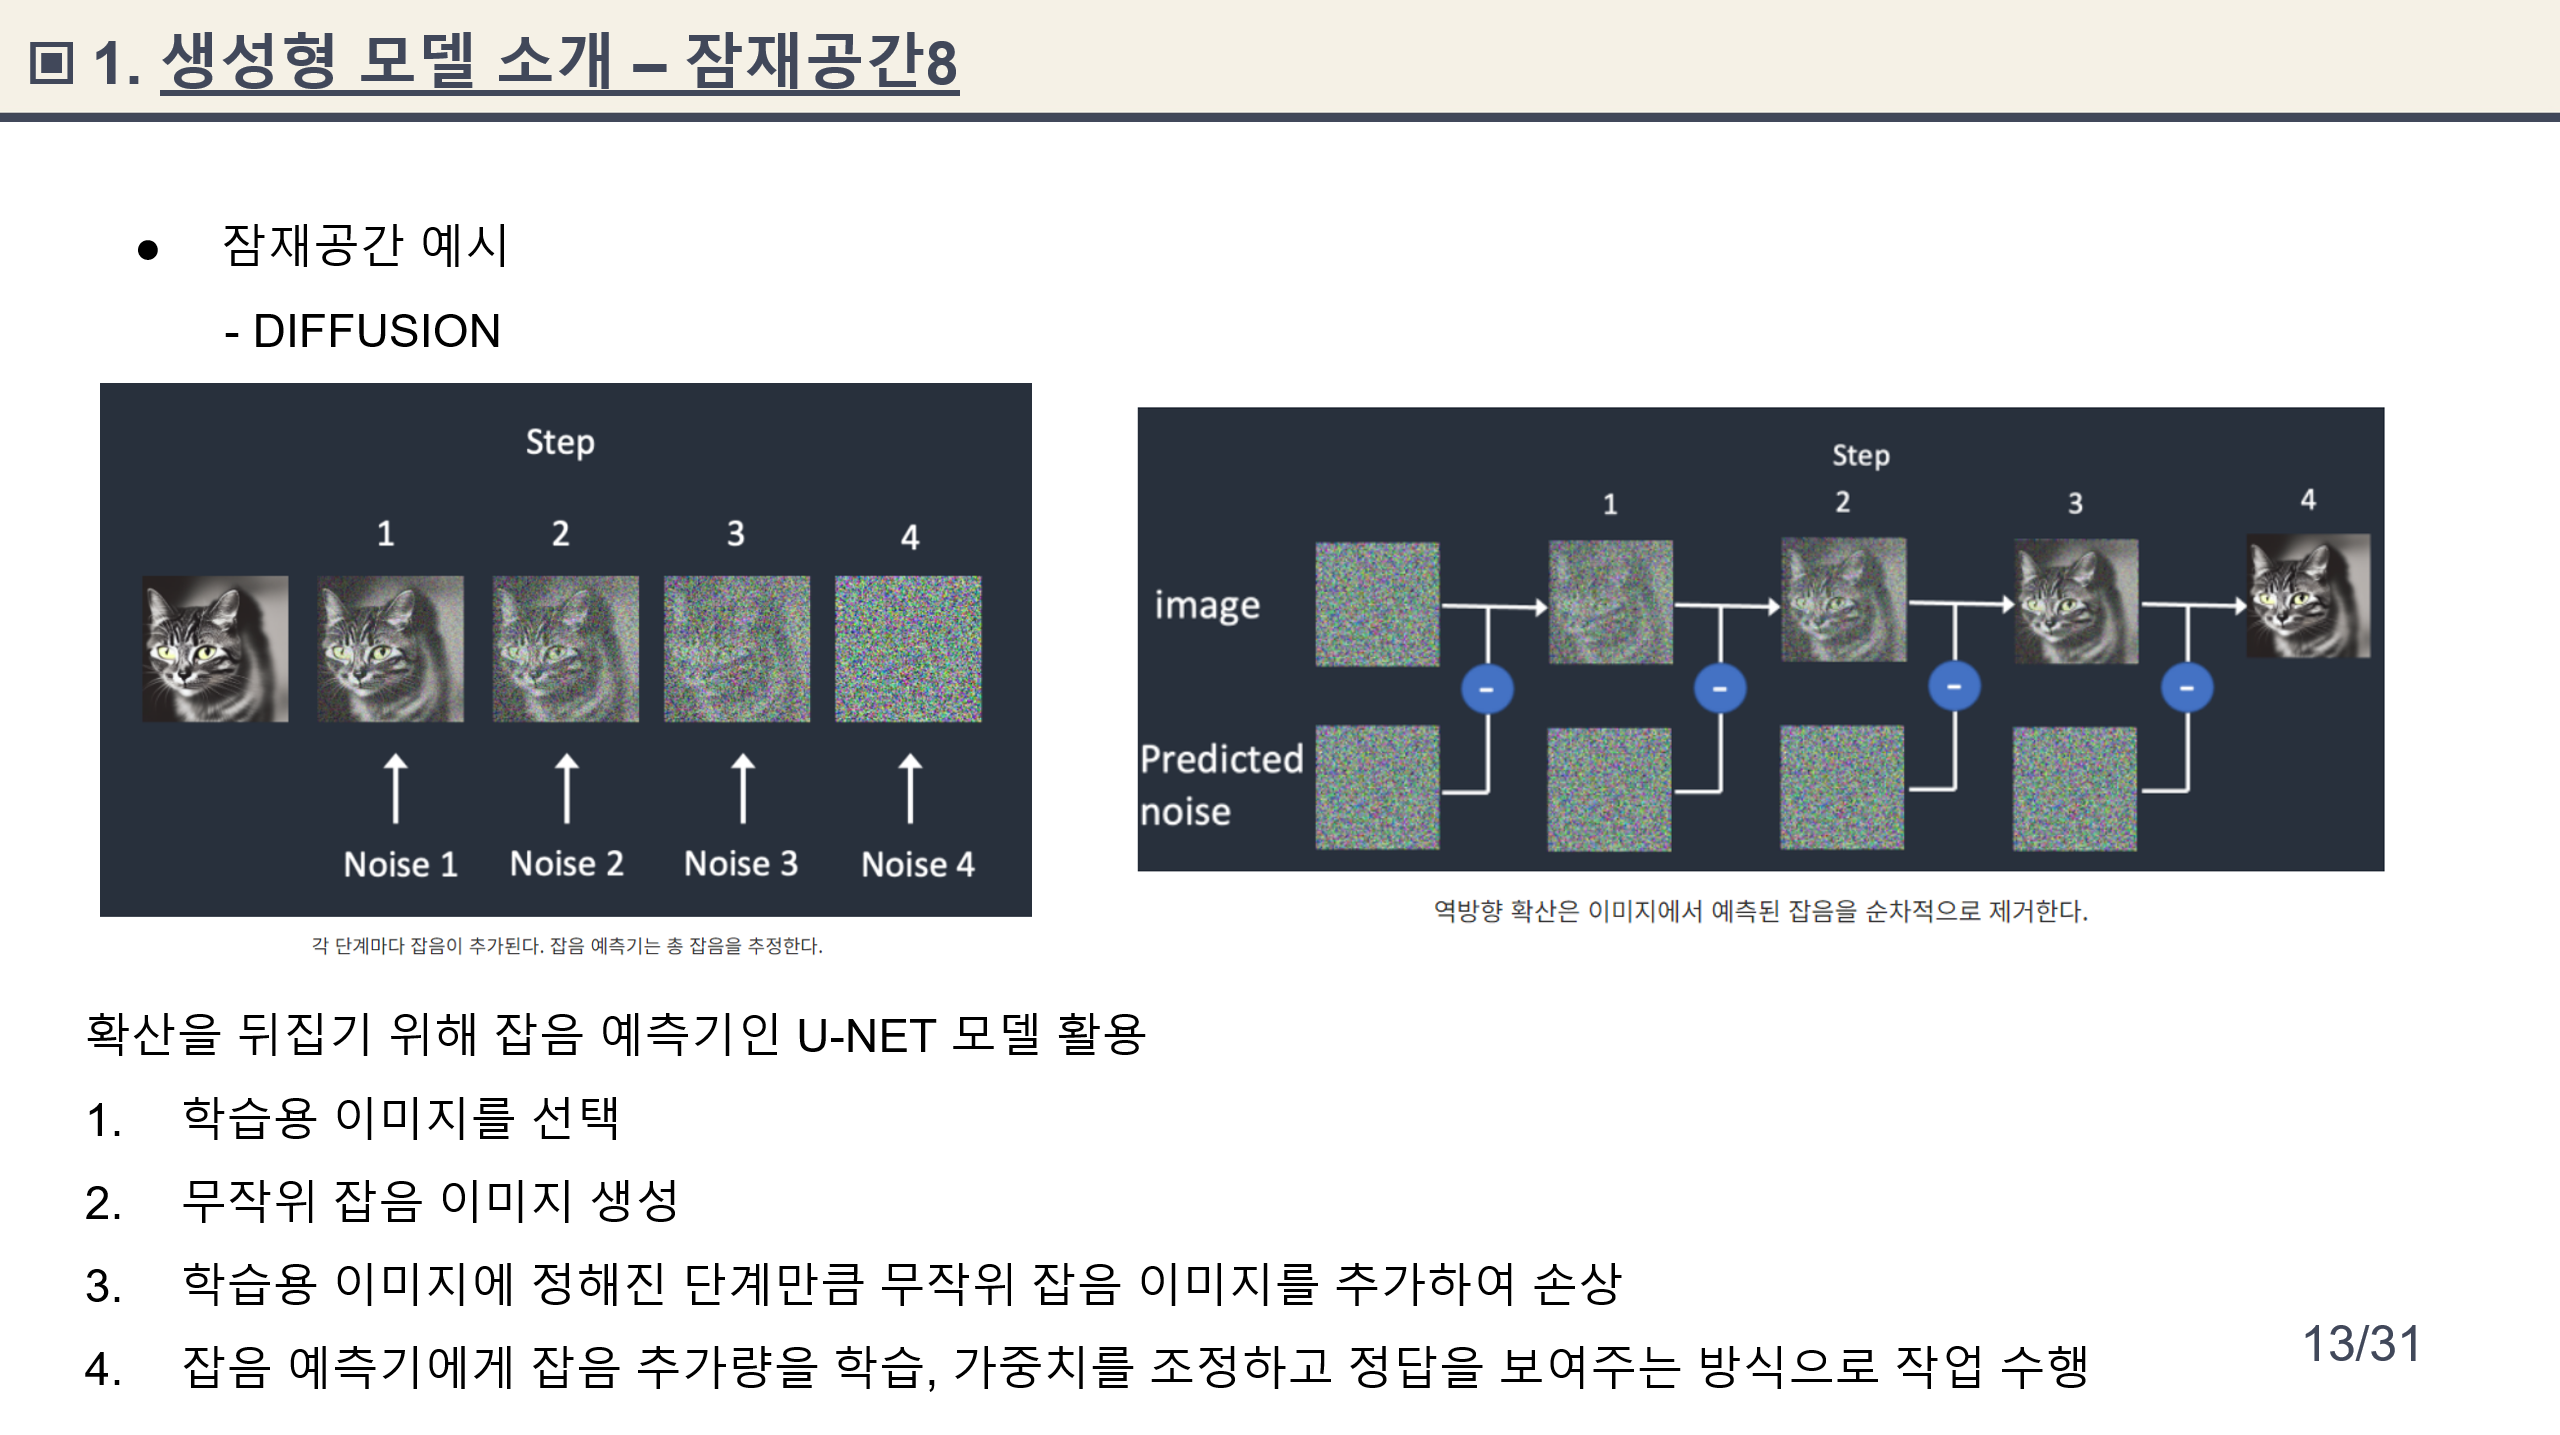 ▣ 1. 생성형 모델 소개 – 잠재공간8
● 잠재공간 예시
- DIFFUSION
Step
1 2 3 4
Noise 1 Noise 2 Noise 3 Noise 4
각 단계마다 잡음이 추가된다. 잡음 예측기는 총 잡음을 추정한다.
Step
1 2 3 4
image
- - - -
Predicted
noise
역방향 확산은 이미지에서 예측된 잡음을 순차적으로 제거한다.
확산을 뒤집기 위해 잡음 예측기인 U-NET 모델 활용
1. 학습용 이미지를 선택
2. 무작위 잡음 이미지 생성
3. 학습용 이미지에 정해진 단계만큼 무작위 잡음 이미지를 추가하여 손상
4. 잡음 예측기에게 잡음 추가량을 학습, 가중치를 조정하고 정답을 보여주는 방식으로 작업 수행
13/31